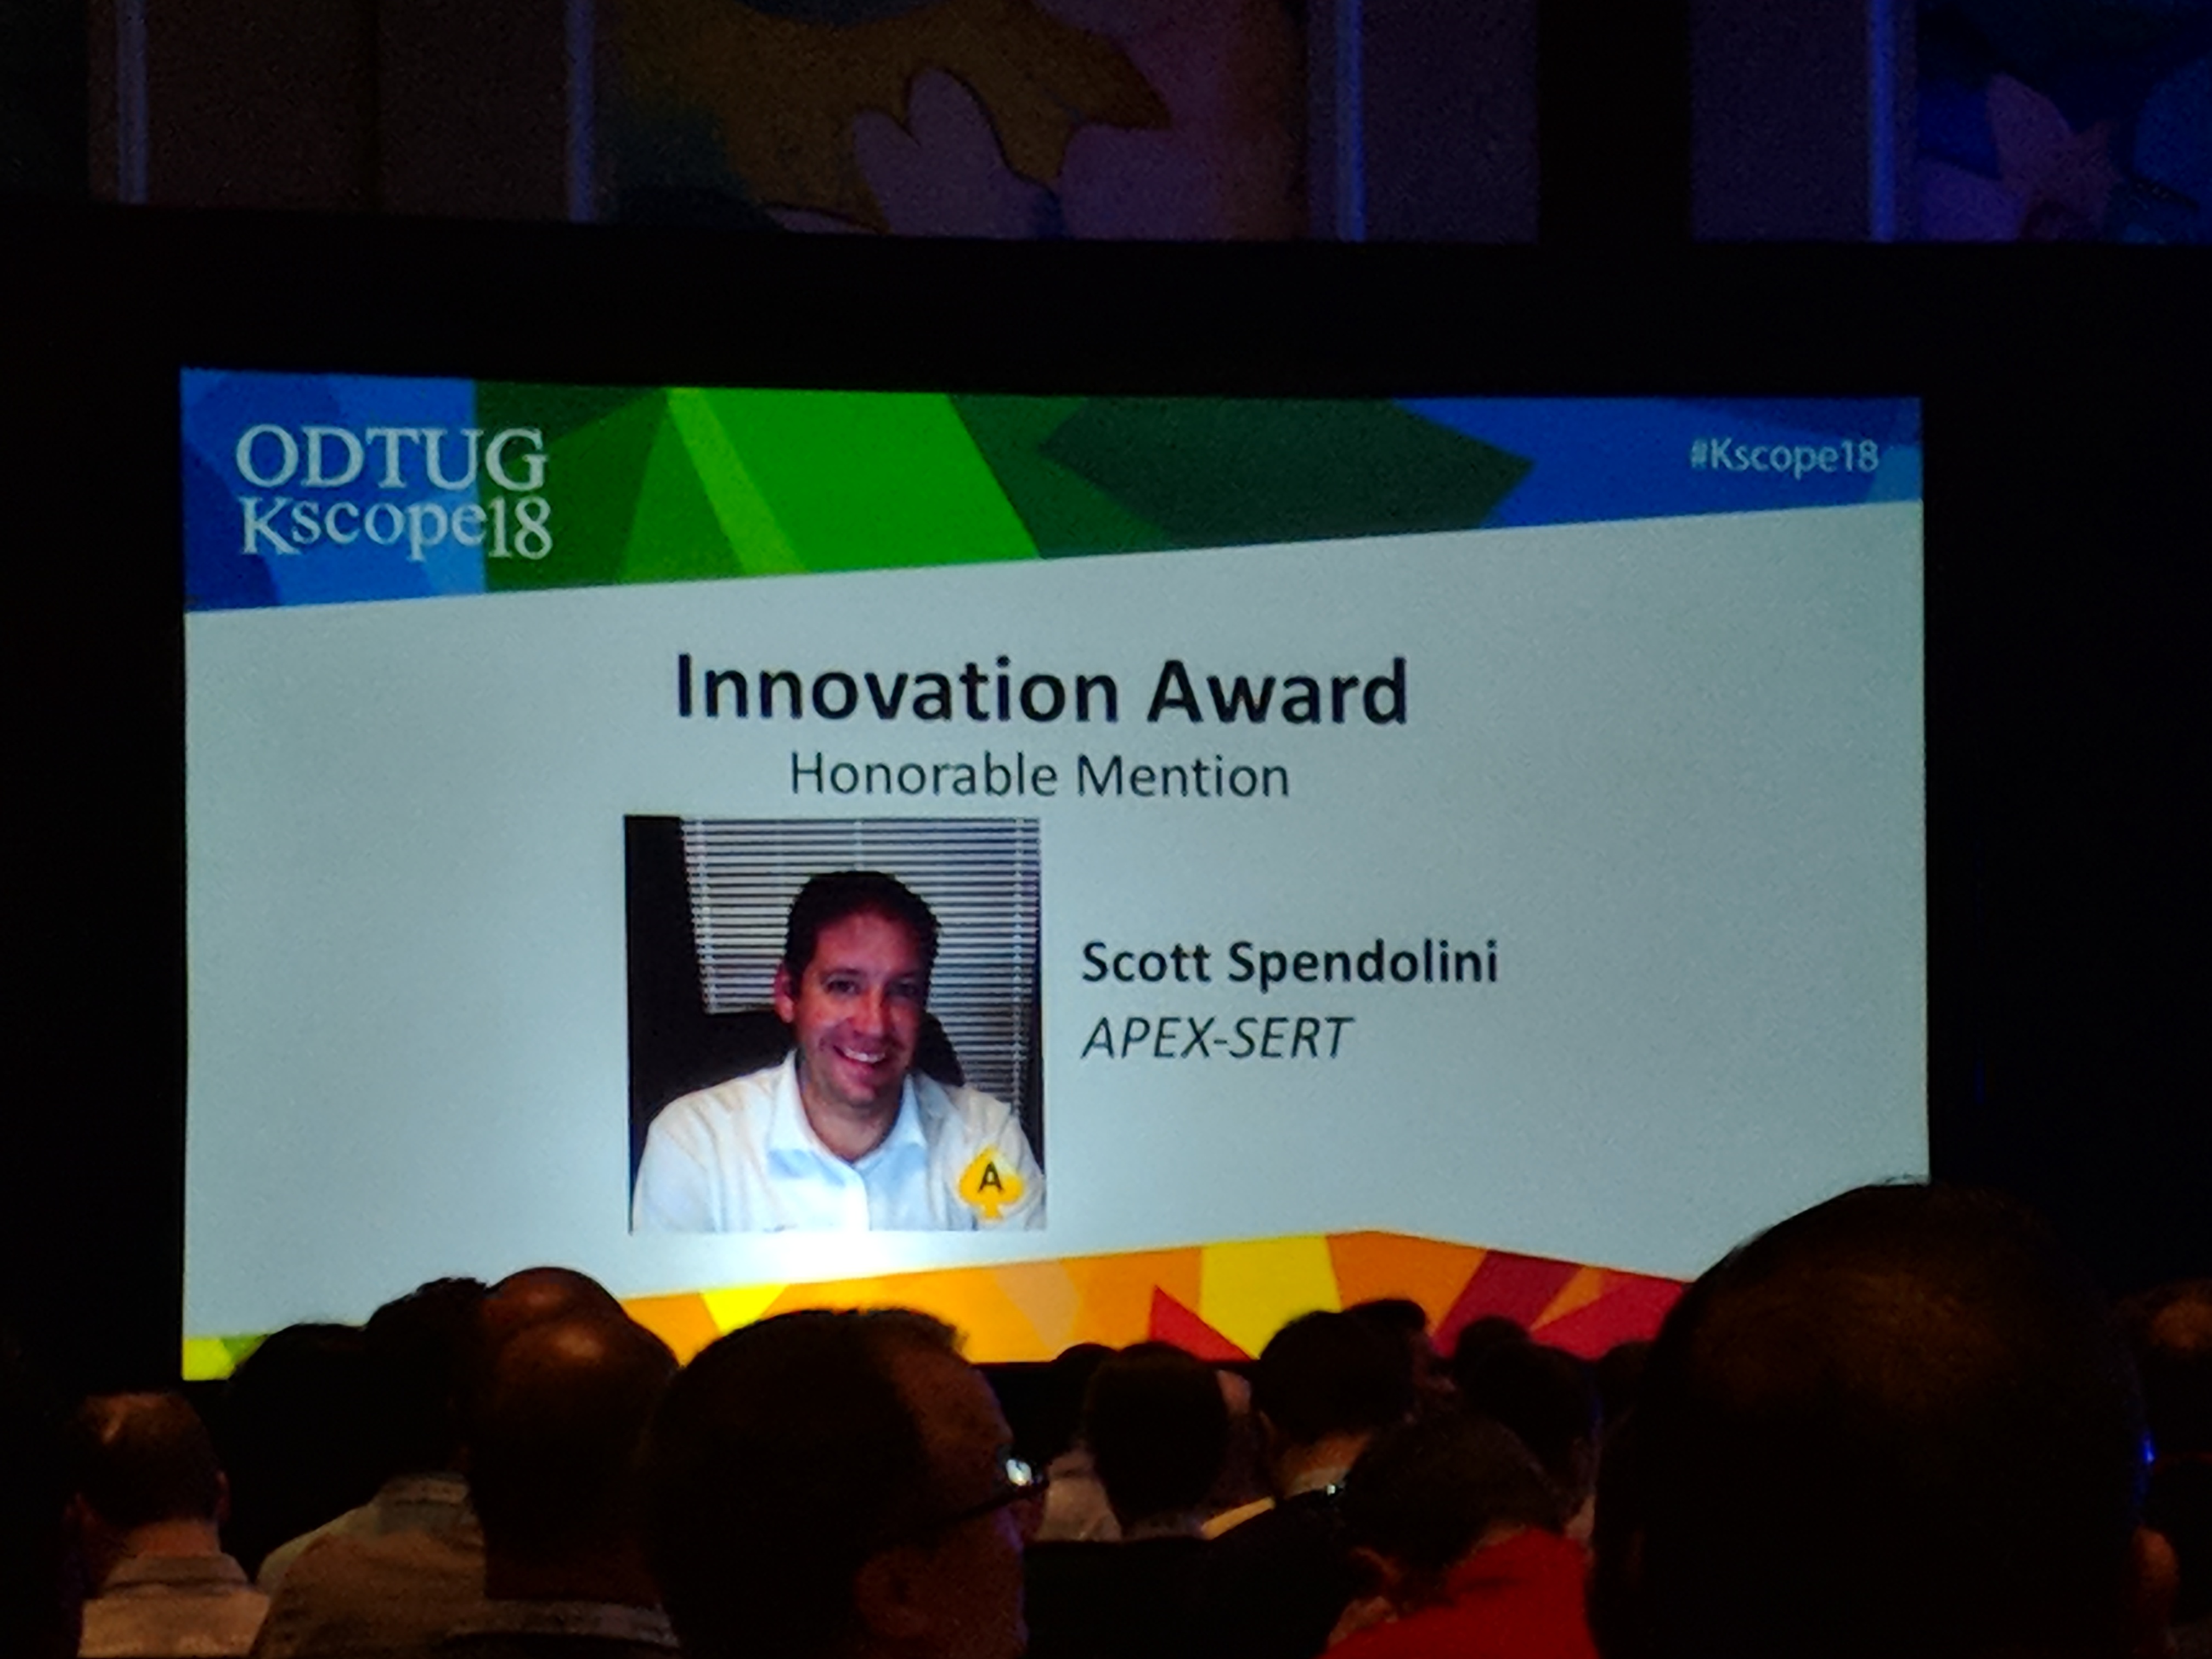 ODTUG
Kscope18
#Kscope18
Innovation Award
Honorable Mention
Scott Spendolini
APEX-SERT
A